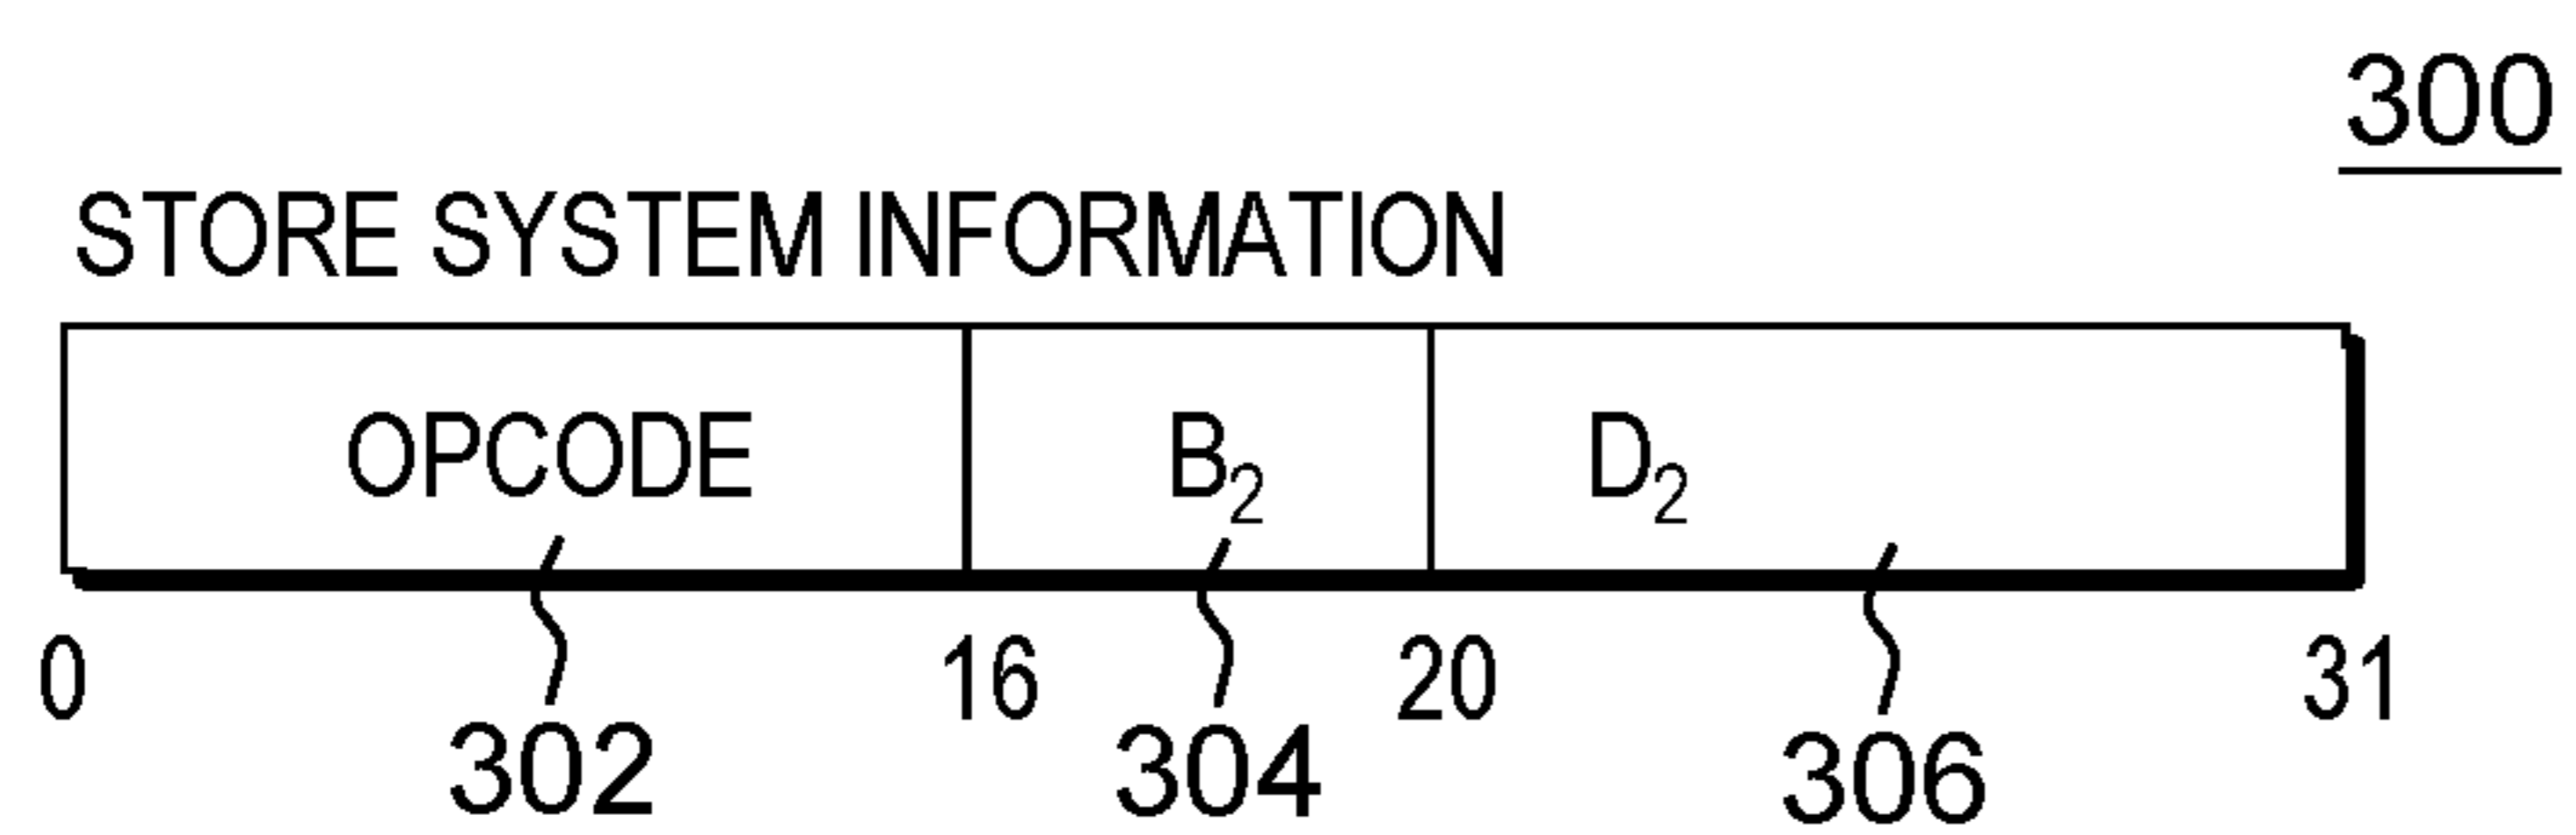 300
STORE SYSTEM INFORMATION
OPCODE B₂ D₂
0 16 20 31
302 304 306